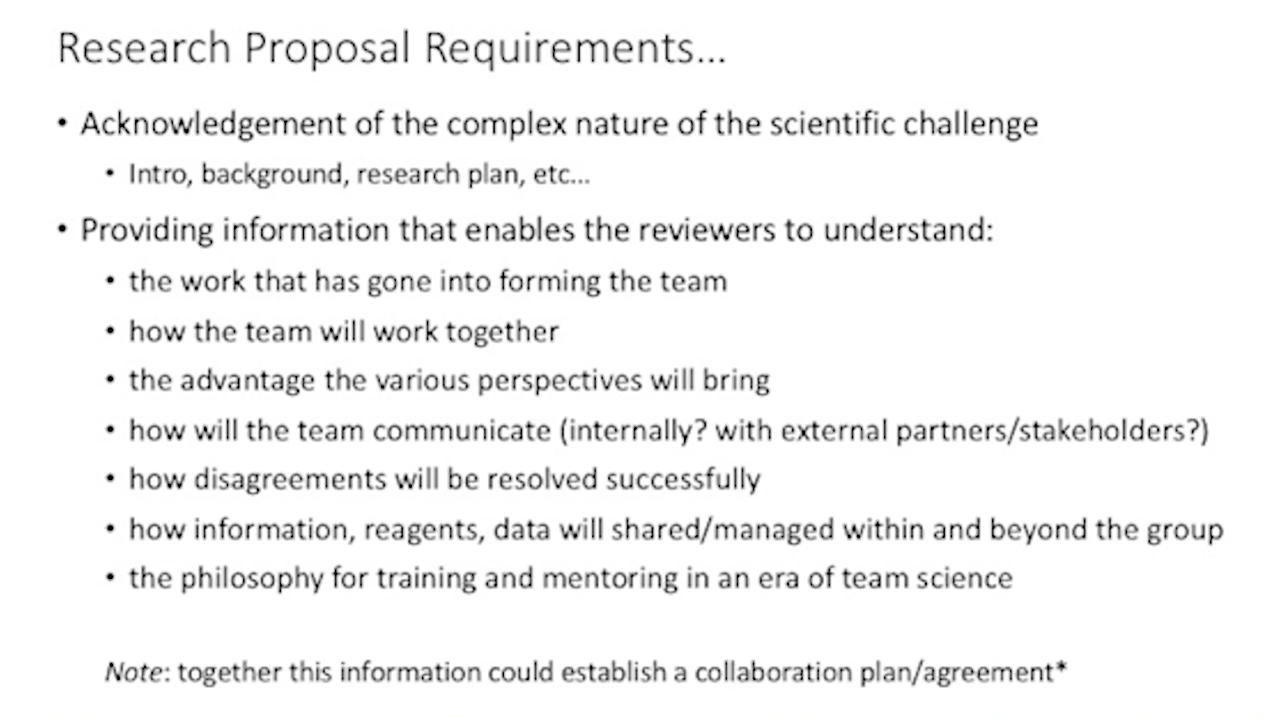 Research Proposal Requirements...
• Acknowledgement of the complex nature of the scientific challenge
• Intro, background, research plan, etc...
• Providing information that enables the reviewers to understand:
• the work that has gone into forming the team
• how the team will work together
• the advantage the various perspectives will bring
• how will the team communicate (internally? with external partners/stakeholders?)
• how disagreements will be resolved successfully
• how information, reagents, data will shared/managed within and beyond the group
• the philosophy for training and mentoring in an era of team science
Note: together this information could establish a collaboration plan/agreement*